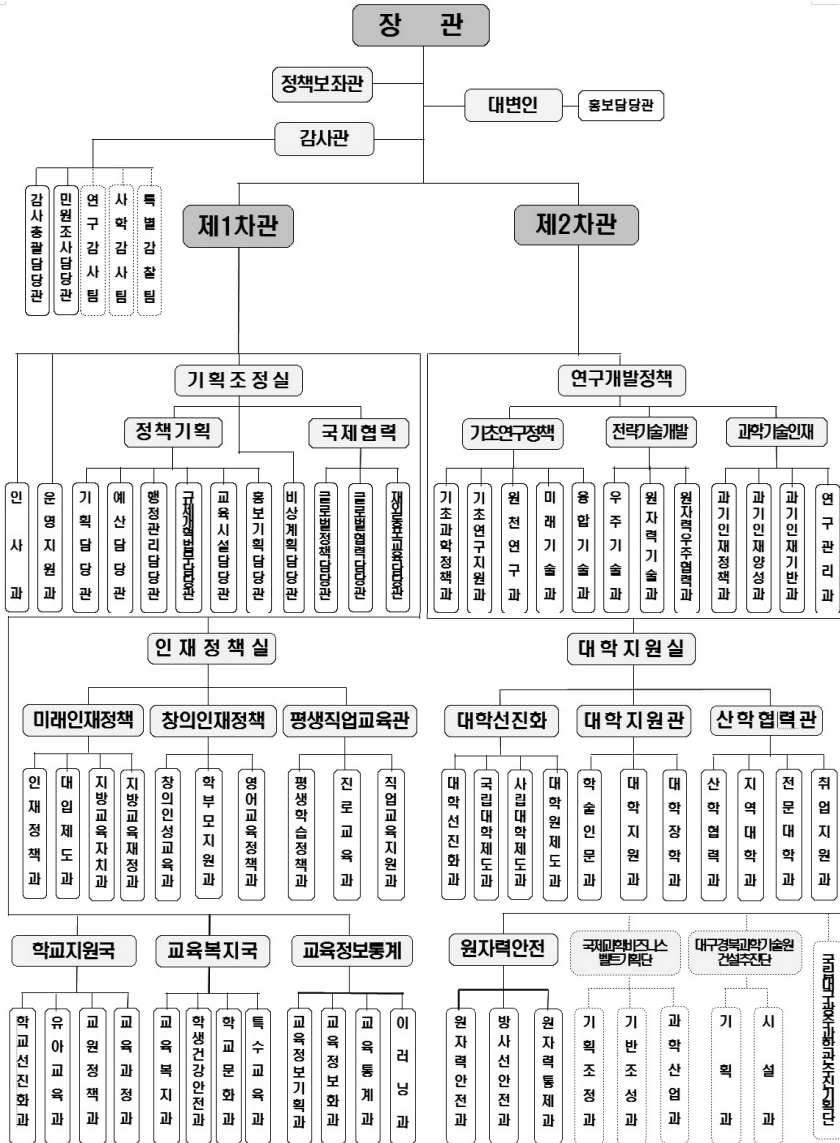 장 관
정책보좌관
대변인
홍보담당관
감사관
감사총괄담당관
민원조사담당관
연구감사팀
사학감사팀
특별감찰팀
제1차관
제2차관
기획조정실
연구개발정책
정책기획
국제협력
기초연구정책
전략기술개발
과학기술인재
인사과
운영지원과
기획담당관
예산담당관
행정관리담당관
규제개혁법무담당관
교육시설담당관
홍보기획담당관
비상계획담당관
글로벌정책담당관
글로벌협력담당관
재외동포교육담당관
기초과학정책과
기초연구지원과
원천연구과
미래기술과
융합기술과
우주기술과
원자력기술과
원자력우주협력과
과기인재정책과
과기인재양성과
과기인재기반과
연구관리과
인재정책실
대학지원실
미래인재정책
창의인재정책
평생직업교육관
대학선진화
대학지원관
산학협력관
인재정책과
대입제도과
지방교육자치과
지방교육재정과
창의인성교육과
학부모지원과
영어교육정책과
평생학습정책과
진로교육과
직업교육지원과
대학선진화과
국립대학제도과
사립대학제도과
대학원제도과
학술인문과
대학지원과
대학장학과
산학협력과
지역대학과
전문대학과
취업지원과
학교지원국
교육복지국
교육정보통계
원자력안전
국제과학비즈니스
벨트기획단
대구경북과학기술원
건설추진단
국립대구광주과학관추진기획단
학교선진화과
유아교육과
교원정책과
교육과정과
교육복지과
학생건강안전과
학교문화과
특수교육과
교육정보기획과
교육정보화과
교육통계과
이러닝과
원자력안전과
방사선안전과
원자력통제과
기획조정과
기반조성과
과학산업과
기획과
시설과